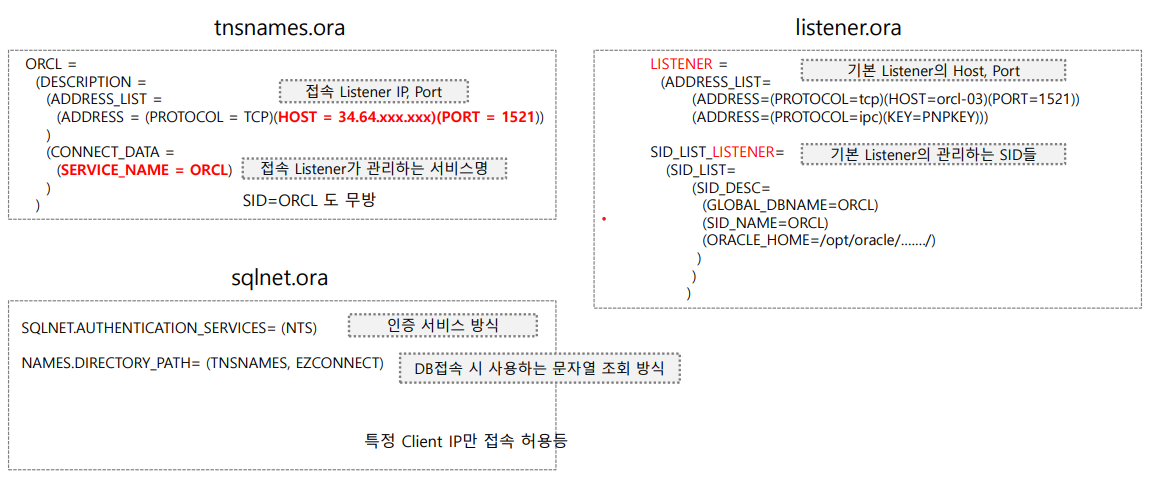 tnsnames.ora
ORCL =
(DESCRIPTION =
(ADDRESS_LIST =
접속 Listener IP, Port
(ADDRESS = (PROTOCOL = TCP)(HOST = 34.64.xxx.xxx)(PORT = 1521))
)
(CONNECT_DATA =
(SERVICE_NAME = ORCL) 접속 Listener가 관리하는 서비스명
)
SID=ORCL 도 무방
)
sqlnet.ora
SQLNET.AUTHENTICATION_SERVICES= (NTS) 인증 서비스 방식
NAMES.DIRECTORY_PATH= (TNSNAMES, EZCONNECT) DB접속 시 사용하는 문자열 조회 방식
특정 Client IP만 접속 허용등
listener.ora
LISTENER = 기본 Listener의 Host, Port
(ADDRESS_LIST=
(ADDRESS=(PROTOCOL=tcp)(HOST=orcl-03)(PORT=1521))
(ADDRESS=(PROTOCOL=ipc)(KEY=PNPKEY)))
SID_LIST_LISTENER= 기본 Listener의 관리하는 SID들
(SID_LIST=
(SID_DESC=
(GLOBAL_DBNAME=ORCL)
(SID_NAME=ORCL)
(ORACLE_HOME=/opt/oracle/......./)
)
)
)